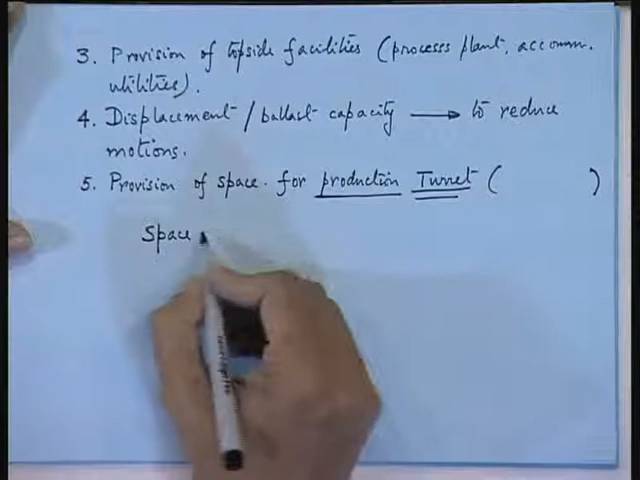 3. Provision of topside facilities (process plant, accomm.
utilities).
4. Displacement / ballast capacity → to reduce
motions.
5. Provision of space. for production Turret ( )
Space